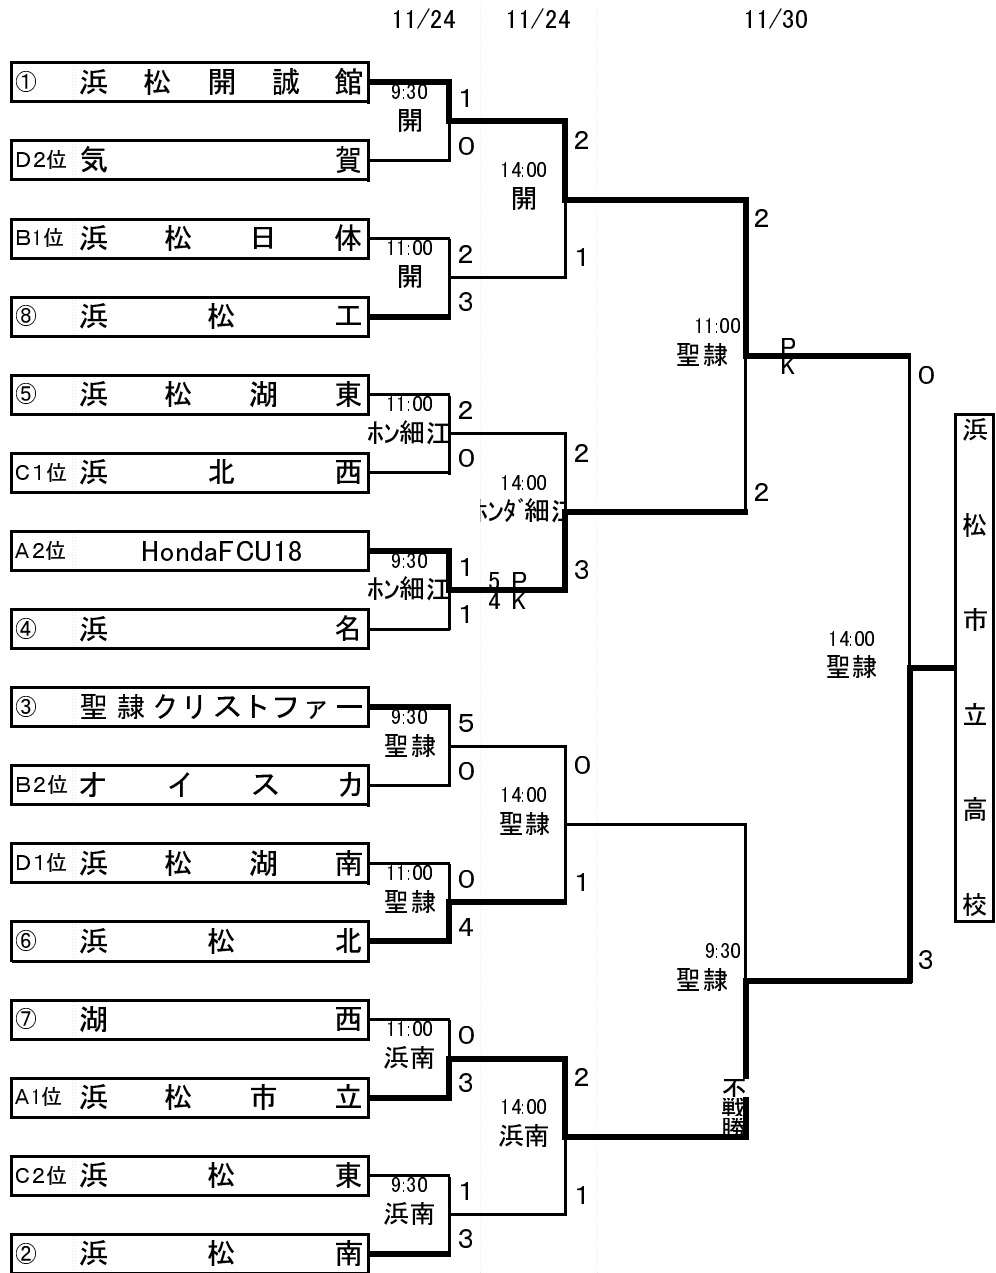 11/24 11/24 11/30
① 浜松開誠館
9:30
開
1
0
D2位 気賀
14:00
開
2
1
B1位 浜松日体
11:00
開
2
3
⑧ 浜松工
2
11:00
聖隷
PK
2
⑤ 浜松湖東
11:00
ホン細江
2
0
C1位 浜北西
14:00
ホンダ細江
2
3
A2位 HondaFCU18
9:30
ホン細江
1
1
5 P
4 K
④ 浜名
0
14:00
聖隷
3
浜松市立高校
③ 聖隷クリストファー
9:30
聖隷
5
0
B2位 オイスカ
14:00
聖隷
0
1
D1位 浜松湖南
11:00
聖隷
0
4
⑥ 浜松北
9:30
聖隷
不戦勝
⑦ 湖西
11:00
浜南
0
3
A1位 浜松市立
14:00
浜南
2
1
C2位 浜松東
9:30
浜南
1
3
② 浜松南